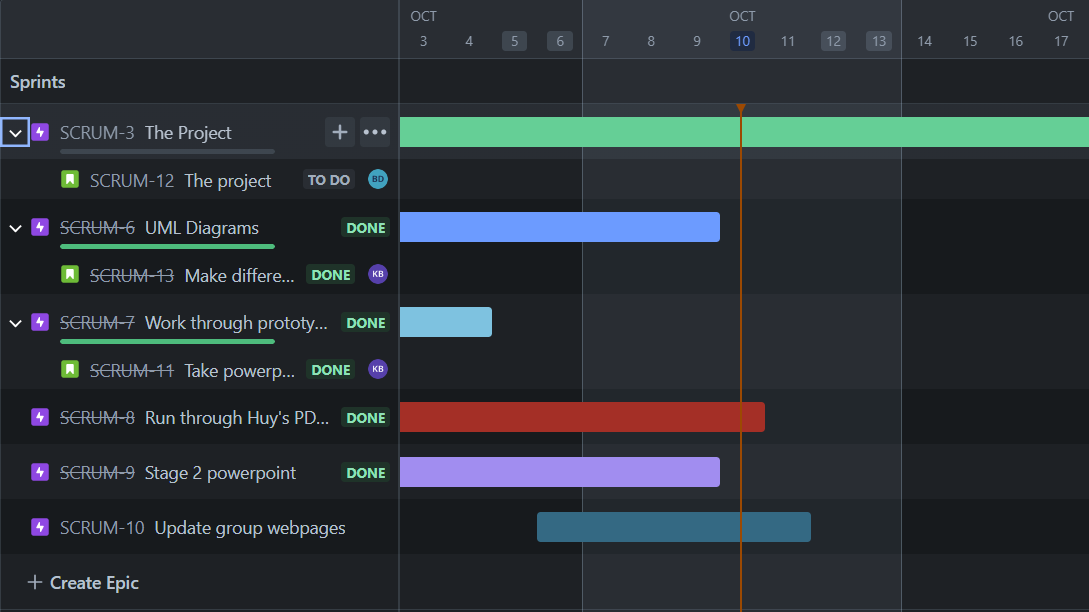 OCT OCT OCT
3 4 5 6 7 8 9 10 11 12 13 14 15 16 17
Sprints
SCRUM-3 The Project
SCRUM-12 The project TO DO BD
SCRUM-6 UML Diagrams DONE
SCRUM-13 Make differe... DONE KB
SCRUM-7 Work through prototy... DONE
SCRUM-11 Take powerp... DONE KB
SCRUM-8 Run through Huy's PD... DONE
SCRUM-9 Stage 2 powerpoint DONE
SCRUM-10 Update group webpages
+ Create Epic